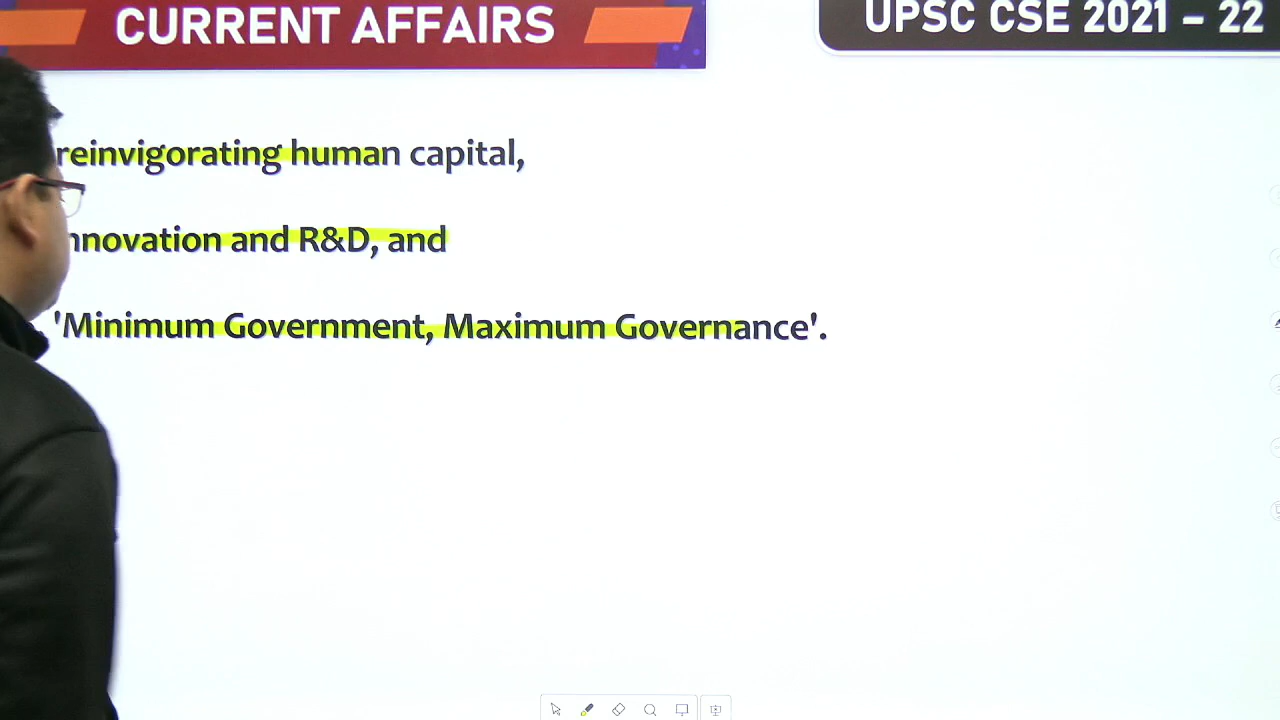 CURRENT AFFAIRS
UPSC CSE 2021 – 22
reinvigorating human capital,
nnovation and R&D, and
'Minimum Government, Maximum Governance'.